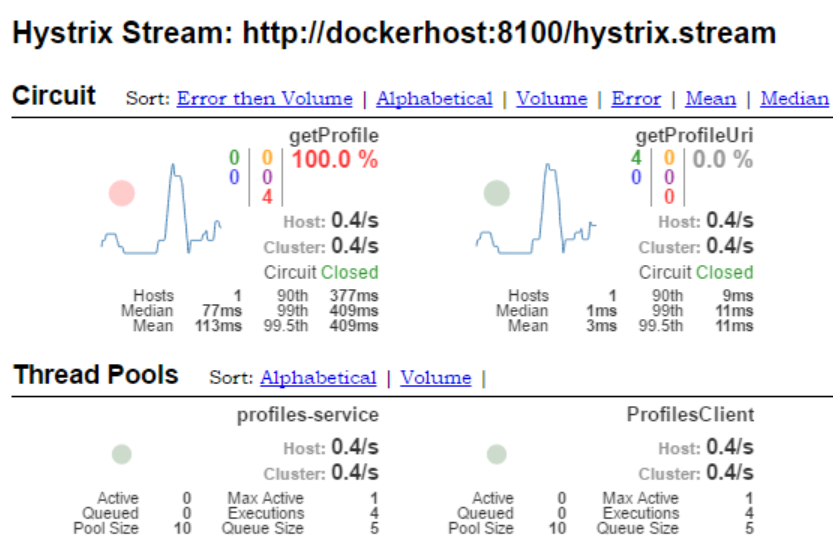 Hystrix Stream: http://dockerhost:8100/hystrix.stream
Circuit Sort: Error then Volume | Alphabetical | Volume | Error | Mean | Median
getProfile
0 0 100.0 %
0 0
4
Host: 0.4/s
Cluster: 0.4/s
Circuit Closed
Hosts 1 90th 377ms
Median 77ms 99th 409ms
Mean 113ms 99.5th 409ms
getProfileUri
4 0 0.0 %
0 0
0
Host: 0.4/s
Cluster: 0.4/s
Circuit Closed
Hosts 1 90th 9ms
Median 1ms 99th 11ms
Mean 3ms 99.5th 11ms
Thread Pools Sort: Alphabetical | Volume |
profiles-service
Host: 0.4/s
Cluster: 0.4/s
Active 0 Max Active 1
Queued 0 Executions 4
Pool Size 10 Queue Size 5
ProfilesClient
Host: 0.4/s
Cluster: 0.4/s
Active 0 Max Active 1
Queued 0 Executions 4
Pool Size 10 Queue Size 5